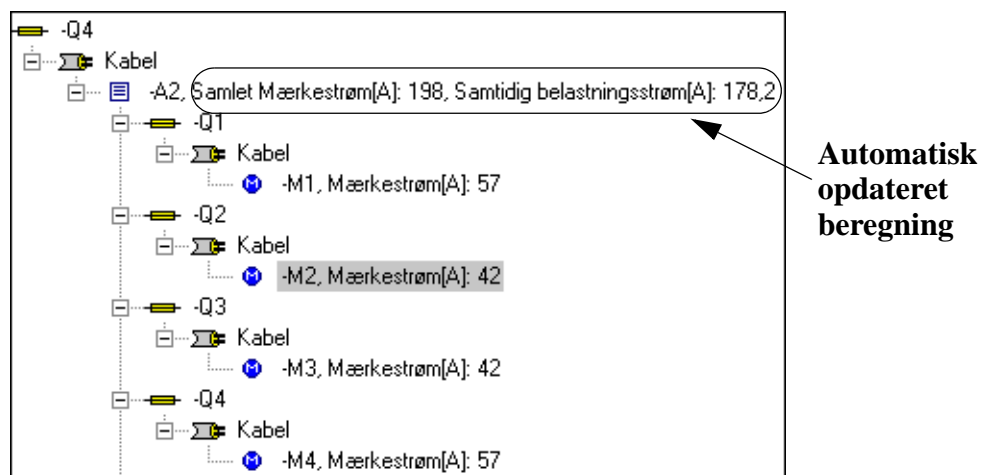 -Q4
Kabel
-A2, Samlet Mærkestrøm[A]: 198, Samtidig belastningsstrøm[A]: 178,2
-Q1
Kabel
-M1, Mærkestrøm[A]: 57
-Q2
Kabel
-M2, Mærkestrøm[A]: 42
-Q3
Kabel
-M3, Mærkestrøm[A]: 42
-Q4
Kabel
-M4, Mærkestrøm[A]: 57
Automatisk
opdateret
beregning